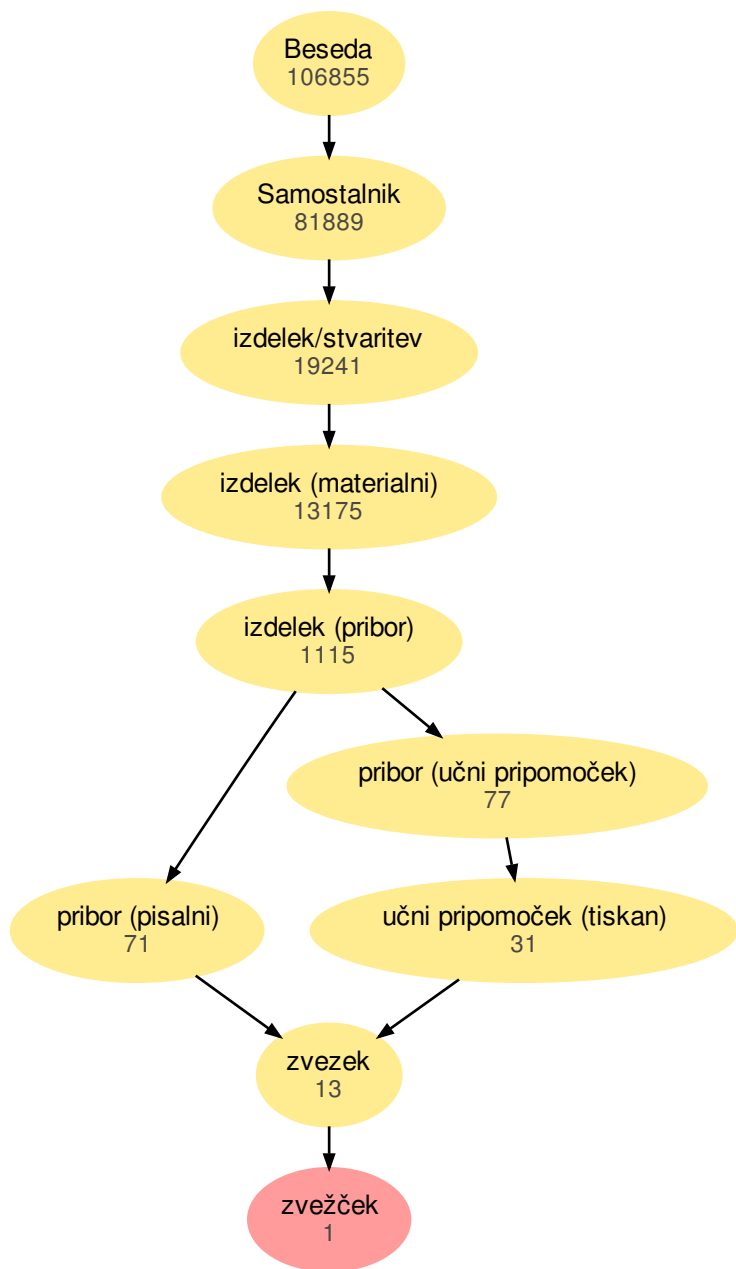 Beseda
106855
Samostalnik
81889
izdelek/stvaritev
19241
izdelek (materialni)
13175
izdelek (pribor)
1115
pribor (učni pripomoček)
77
pribor (pisalni)
71
učni pripomoček (tiskan)
31
zvezek
13
zvežček
1